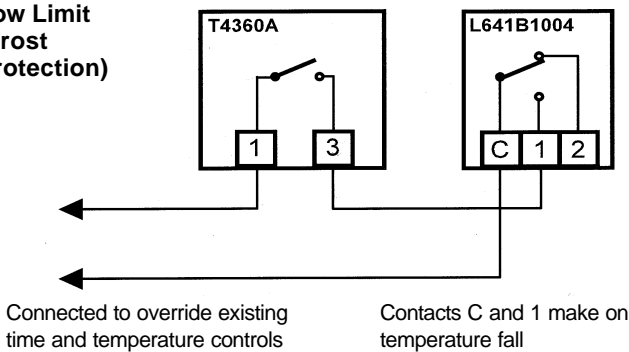 ow Limit
rost
rotection)
T4360A
L641B1004
1 3
C 1 2
Connected to override existing
time and temperature controls
Contacts C and 1 make on
temperature fall